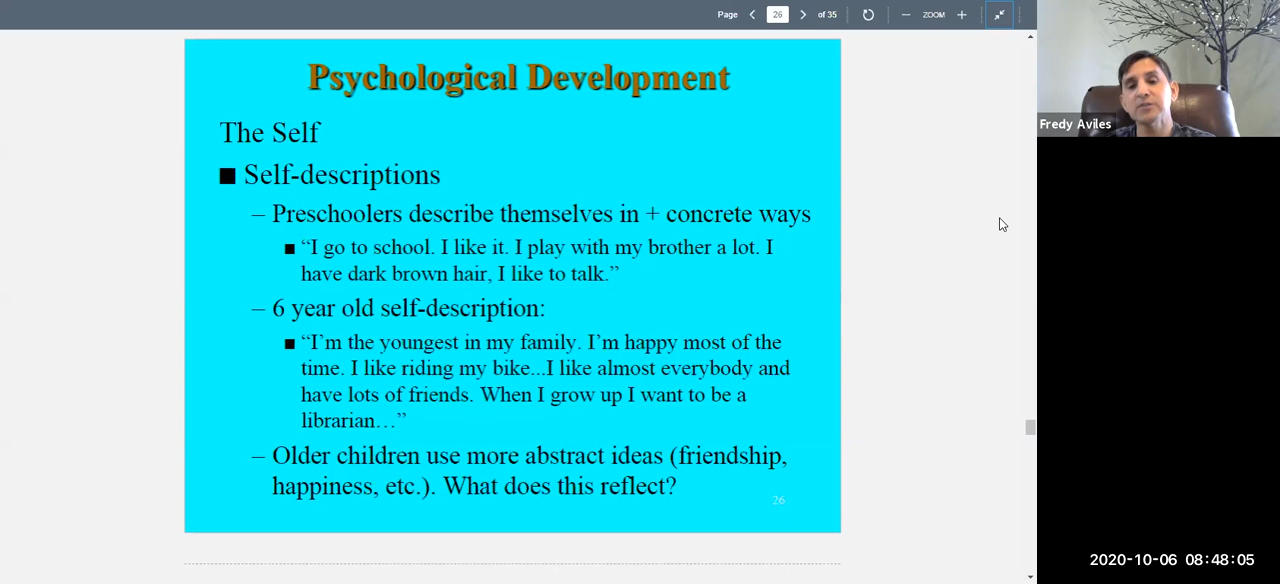 Page 26 of 35 ZOOM
Psychological Development
The Self
■ Self-descriptions
– Preschoolers describe themselves in + concrete ways
■ “I go to school. I like it. I play with my brother a lot. I
have dark brown hair, I like to talk.”
– 6 year old self-description:
■ “I’m the youngest in my family. I’m happy most of the
time. I like riding my bike...I like almost everybody and
have lots of friends. When I grow up I want to be a
librarian…”
– Older children use more abstract ideas (friendship,
happiness, etc.). What does this reflect?
26
Fredy Aviles
2020-10-06 08:48:05